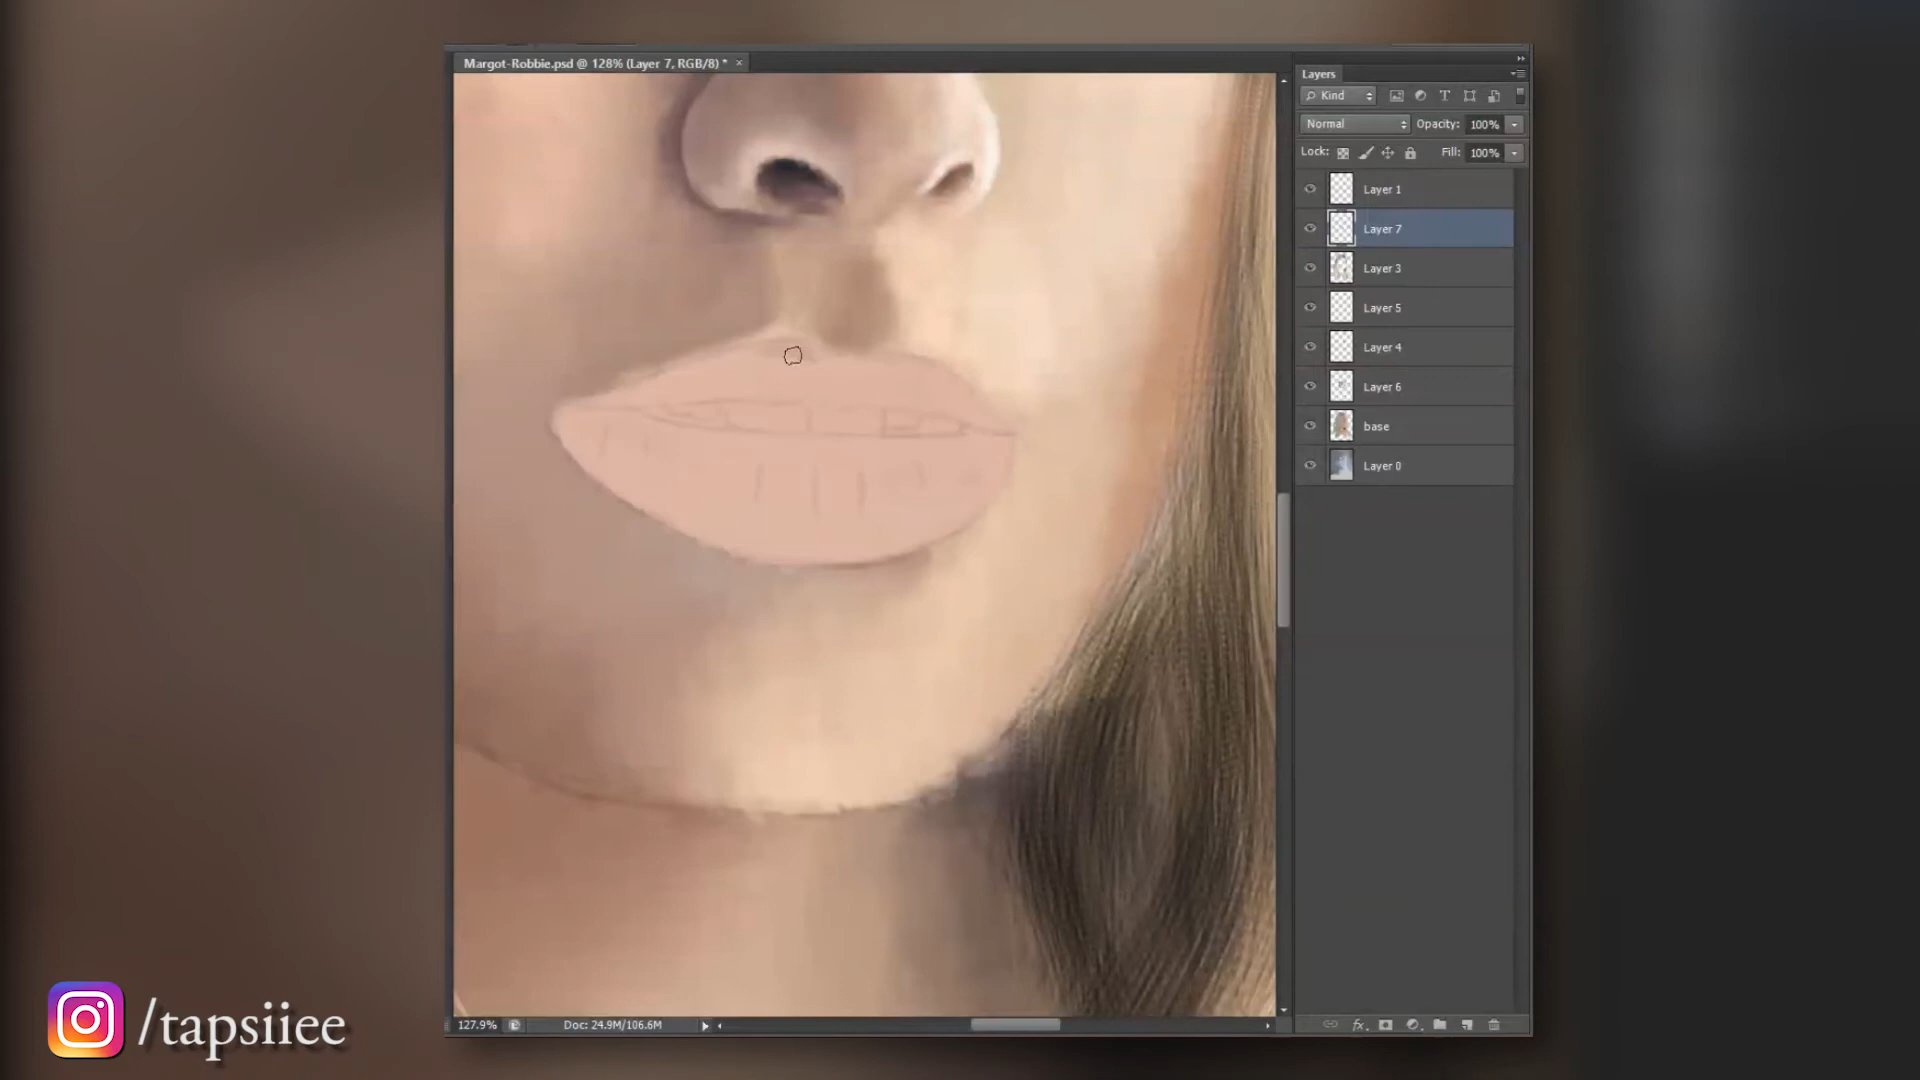 Margot-Robbie.psd @ 128% (Layer 7, RGB/8) * ×
Layers
Kind
Normal Opacity: 100%
Lock: Fill: 100%
Layer 1
Layer 7
Layer 3
Layer 5
Layer 4
Layer 6
base
Layer 0
127.9% Doc: 24.9M/106.6M
fx
/tapsiiee